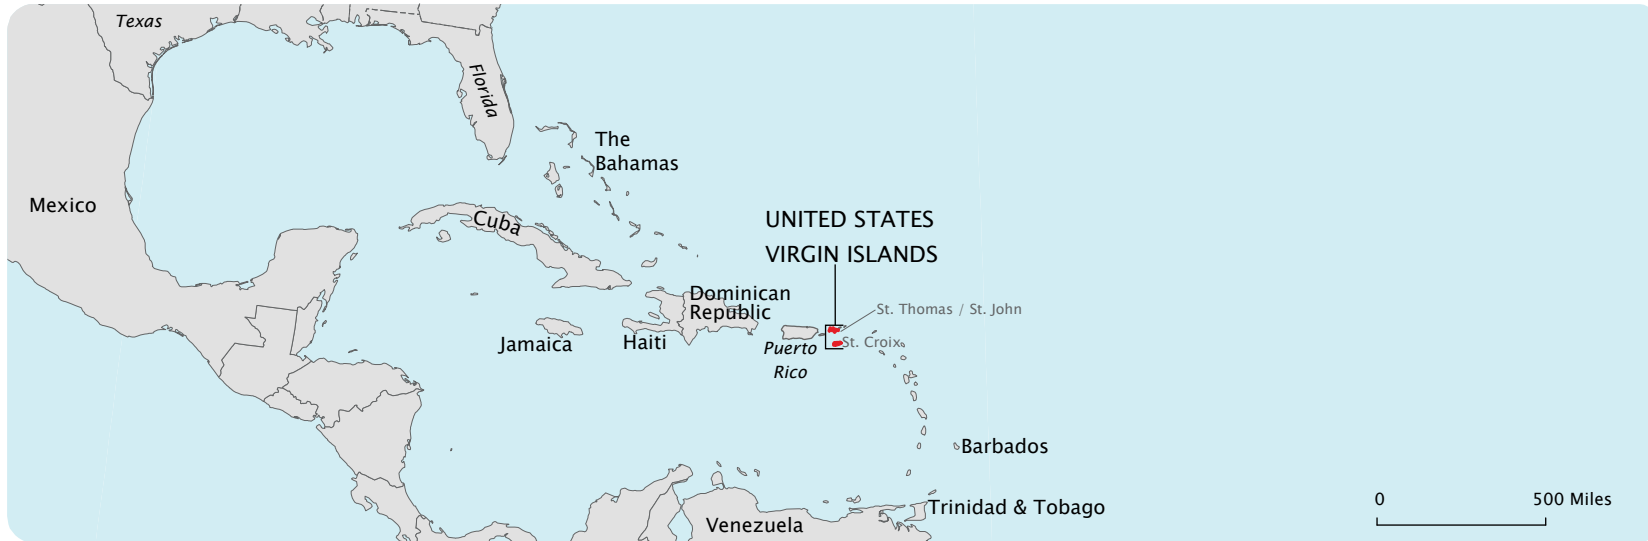 Texas
Florida
The
Bahamas
Mexico
Cuba
UNITED STATES
VIRGIN ISLANDS
Dominican
Republic
St. Thomas / St. John
Jamaica
Haiti
Puerto
Rico
St. Croix
Barbados
Trinidad & Tobago
Venezuela
0 500 Miles